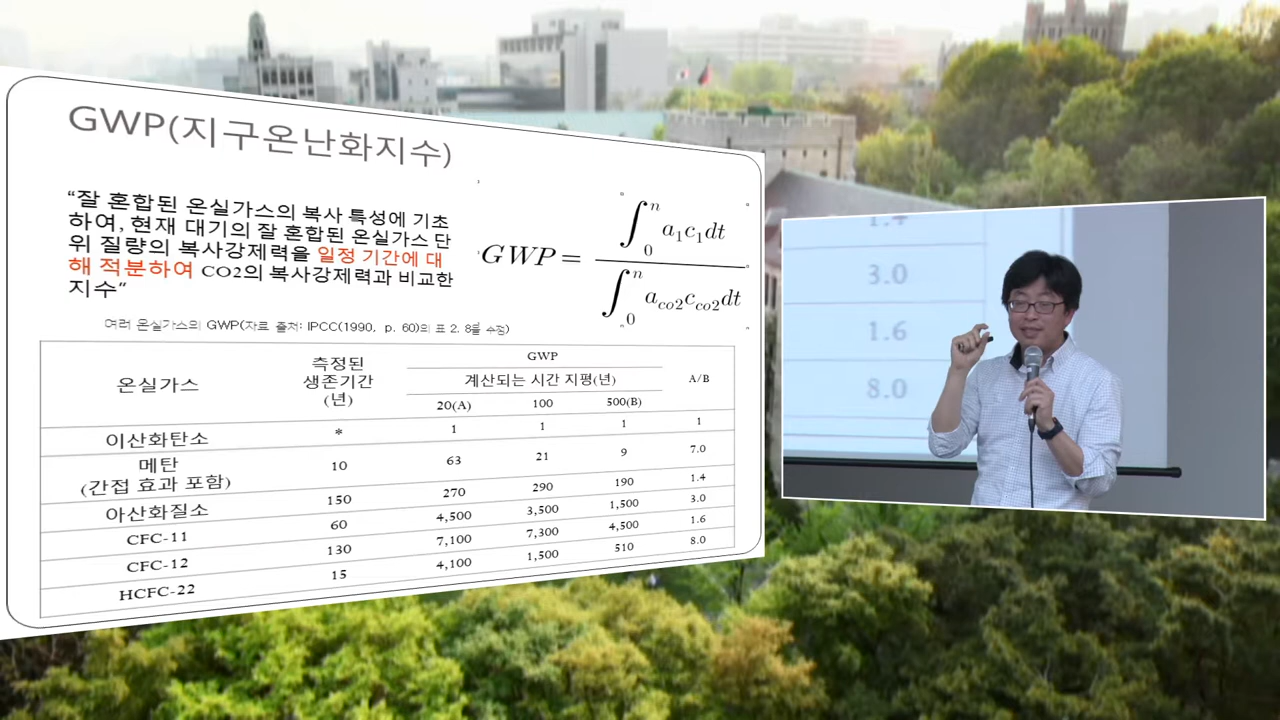 GWP(지구온난화지수)
“잘 혼합된 온실가스의 복사 특성에 기초
하여, 현재 대기의 잘 혼합된 온실가스 단
위 질량의 복사강제력을 일정 기간에 대
해 적분하여 CO2의 복사강제력과 비교한
지수”
GWP = ∫₀ⁿ a₁c₁dt / ∫₀ⁿ a_co2 c_co2 dt
여러 온실가스의 GWP(자료 출처: IPCC(1990, p. 60)의 표 2. 8를 수정)
온실가스 측정된 생존기간 (년) GWP A/B
계산되는 시간 지평(년)
20(A) 100 500(B)
이산화탄소 * 1 1 1 1
메탄 (간접 효과 포함) 10 63 21 9 7.0
아산화질소 150 270 290 190 1.4
CFC-11 60 4,500 3,500 1,500 3.0
CFC-12 130 7,100 7,300 4,500 1.6
HCFC-22 15 4,100 1,500 510 8.0
1.4
3.0
1.6
8.0